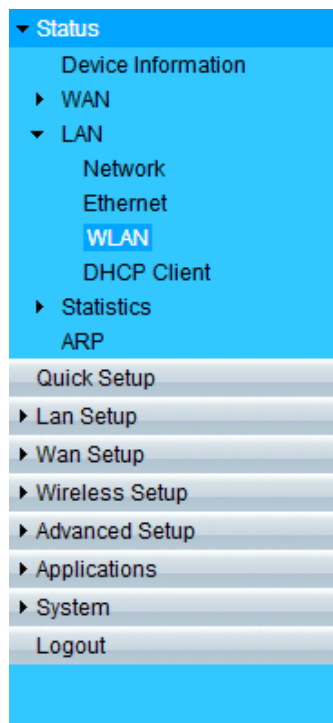 Status
Device Information
WAN
LAN
Network
Ethernet
WLAN
DHCP Client
Statistics
ARP
Quick Setup
Lan Setup
Wan Setup
Wireless Setup
Advanced Setup
Applications
System
Logout